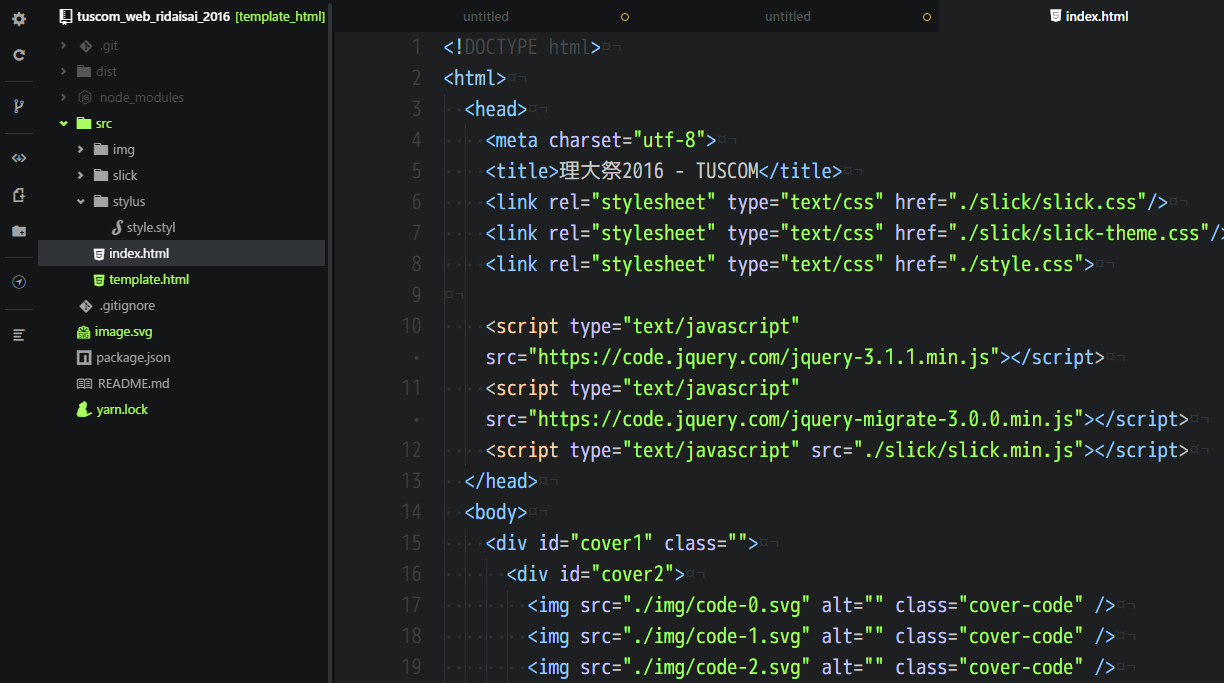 tuscom_web_ridaisai_2016 [template_html]
.git
dist
node_modules
src
img
slick
stylus
style.styl
index.html
template.html
.gitignore
image.svg
package.json
README.md
yarn.lock
untitled
untitled
index.html
1 <!DOCTYPE html>
2 <html>
3 <head>
4 <meta charset="utf-8">
5 <title>理大祭2016 - TUSCOM</title>
6 <link rel="stylesheet" type="text/css" href="./slick/slick.css"/>
7 <link rel="stylesheet" type="text/css" href="./slick/slick-theme.css"/>
8 <link rel="stylesheet" type="text/css" href="./style.css">
9
10 <script type="text/javascript"
src="https://code.jquery.com/jquery-3.1.1.min.js"></script>
11 <script type="text/javascript"
src="https://code.jquery.com/jquery-migrate-3.0.0.min.js"></script>
12 <script type="text/javascript" src="./slick/slick.min.js"></script>
13 </head>
14 <body>
15 <div id="cover1" class="">
16 <div id="cover2">
17 <img src="./img/code-0.svg" alt="" class="cover-code" />
18 <img src="./img/code-1.svg" alt="" class="cover-code" />
19 <img src="./img/code-2.svg" alt="" class="cover-code" />